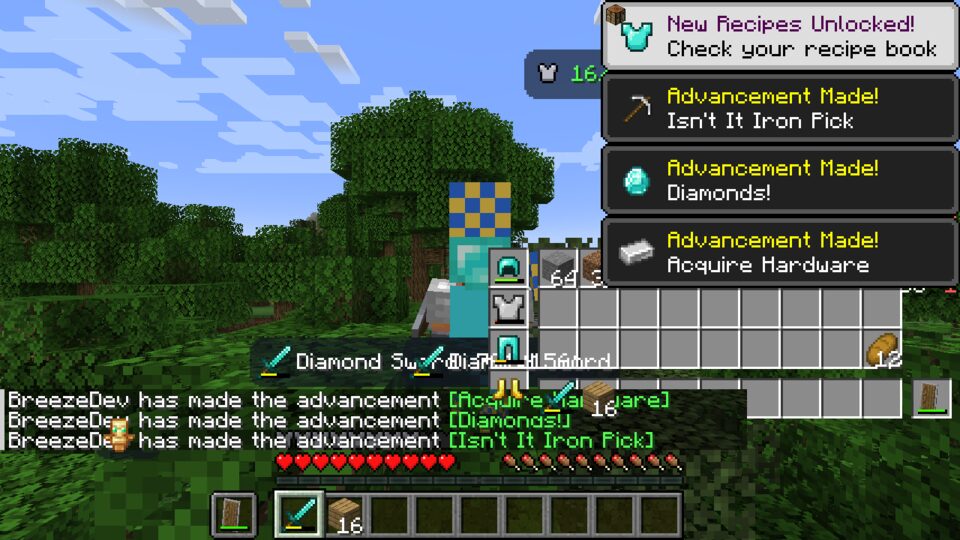 New Recipes Unlocked!
Check your recipe book
16.
Advancement Made!
Isn't It Iron Pick
Advancement Made!
Diamonds!
Advancement Made!
Acquire Hardware
64
12
Diamond
16
BreezeDev has made the advancement [Acquire Hardware]
BreezeDev has made the advancement [Diamonds!]
BreezeDev has made the advancement [Isn't It Iron Pick]
16